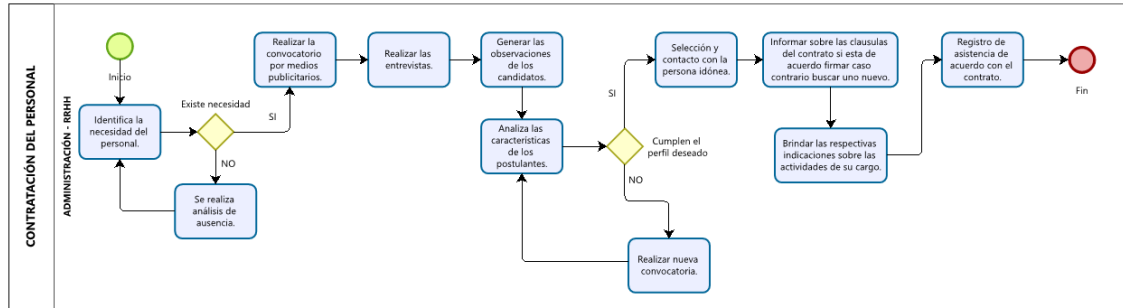 CONTRATACIÓN DEL PERSONAL
ADMINISTRACIÓN - RRHH
Inicio
Identifica la
necesidad del
personal.
Existe necesidad
SI
NO
Se realiza
análisis de
ausencia.
Realizar la
convocatorio
por medios
publicitarios.
Realizar las
entrevistas.
Generar las
observaciones
de los
candidatos.
Analiza las
características
de los
postulantes.
Cumplen el
perfil deseado
SI
NO
Realizar nueva
convocatoria.
Selección y
contacto con la
persona idónea.
Informar sobre las clausulas
del contrato si esta de
acuerdo firmar caso
contrario buscar uno nuevo.
Brindar las respectivas
indicaciones sobre las
actividades de su cargo.
Registro de
asistencia de
acuerdo con el
contrato.
Fin